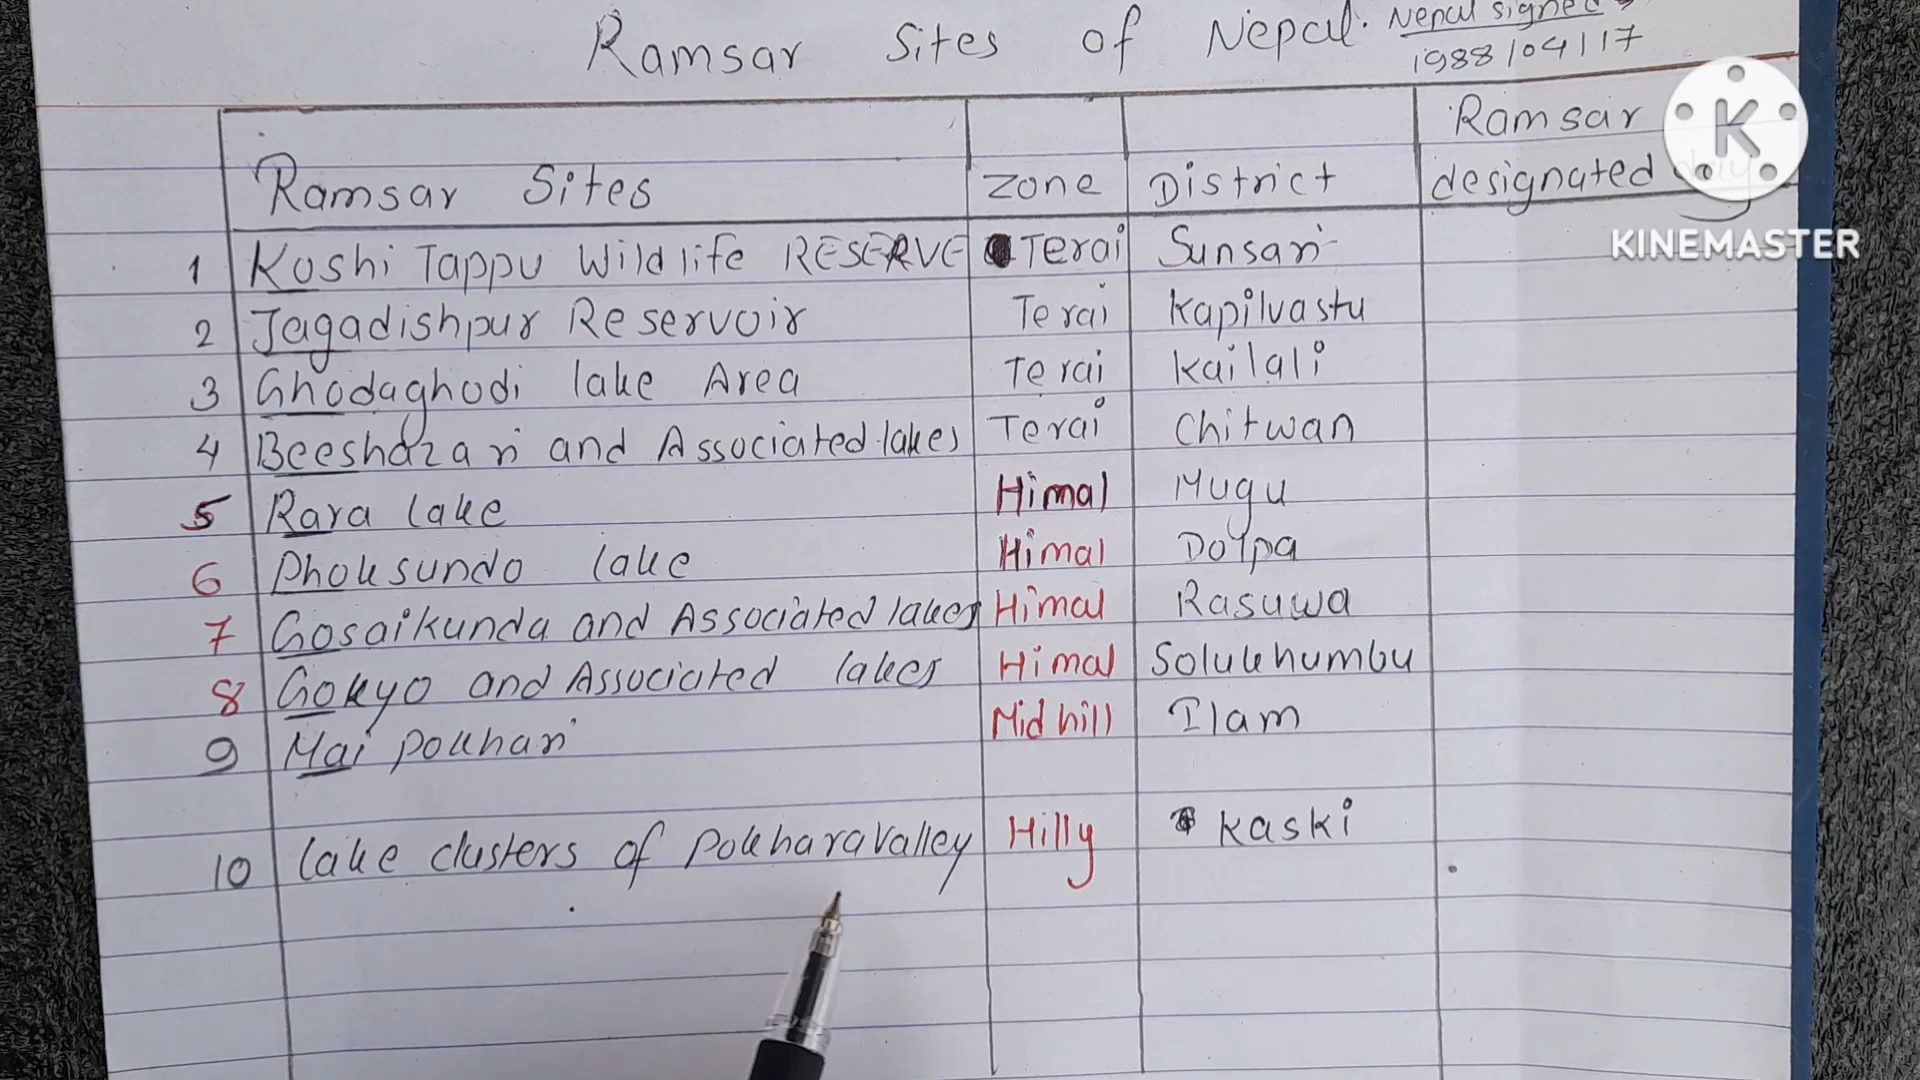 Ramsar Sites of Nepal. Nepal signed
1988/04/17
Ramsar
Ramsar Sites zone District designated day
KINEMASTER
1 Koshi Tappu Wildlife RESERVE Terai Sunsari
2 Jagadishpur Reservoir Terai Kapilvastu
3 Ghodaghodi lake Area Terai Kailali
4 Beeshazari and Associated lakes Terai Chitwan
5 Rara lake Himal Mugu
6 Phoksundo lake Himal Dolpa
7 Gosaikunda and Associated lakes Himal Rasuwa
8 Gokyo and Associated lakes Himal Solukhumbu
9 Mai pokhari Mid hill Ilam
10 lake clusters of Pokhara Valley Hilly Kaski